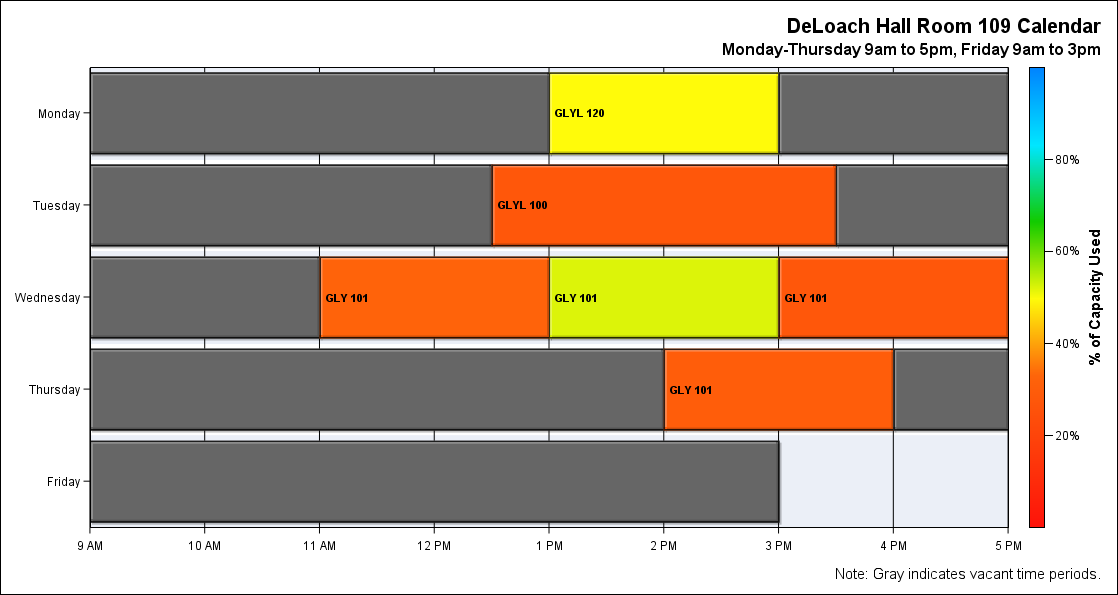 DeLoach Hall Room 109 Calendar
Monday-Thursday 9am to 5pm, Friday 9am to 3pm
Monday
GLYL 120
Tuesday
GLYL 100
Wednesday
GLY 101
GLY 101
GLY 101
Thursday
GLY 101
Friday
9 AM
10 AM
11 AM
12 PM
1 PM
2 PM
3 PM
4 PM
5 PM
80%
60%
40%
20%
% of Capacity Used
Note: Gray indicates vacant time periods.